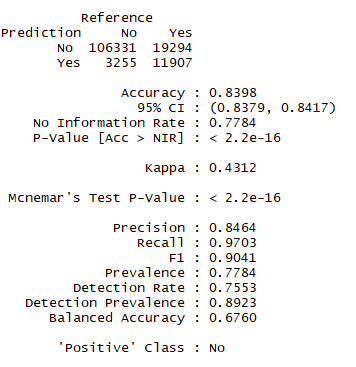 Reference
Prediction No Yes
No 106331 19294
Yes 3255 11907
Accuracy : 0.8398
95% CI : (0.8379, 0.8417)
No Information Rate : 0.7784
P-Value [Acc > NIR] : < 2.2e-16
Kappa : 0.4312
Mcnemar's Test P-Value : < 2.2e-16
Precision : 0.8464
Recall : 0.9703
F1 : 0.9041
Prevalence : 0.7784
Detection Rate : 0.7553
Detection Prevalence : 0.8923
Balanced Accuracy : 0.6760
'Positive' Class : No